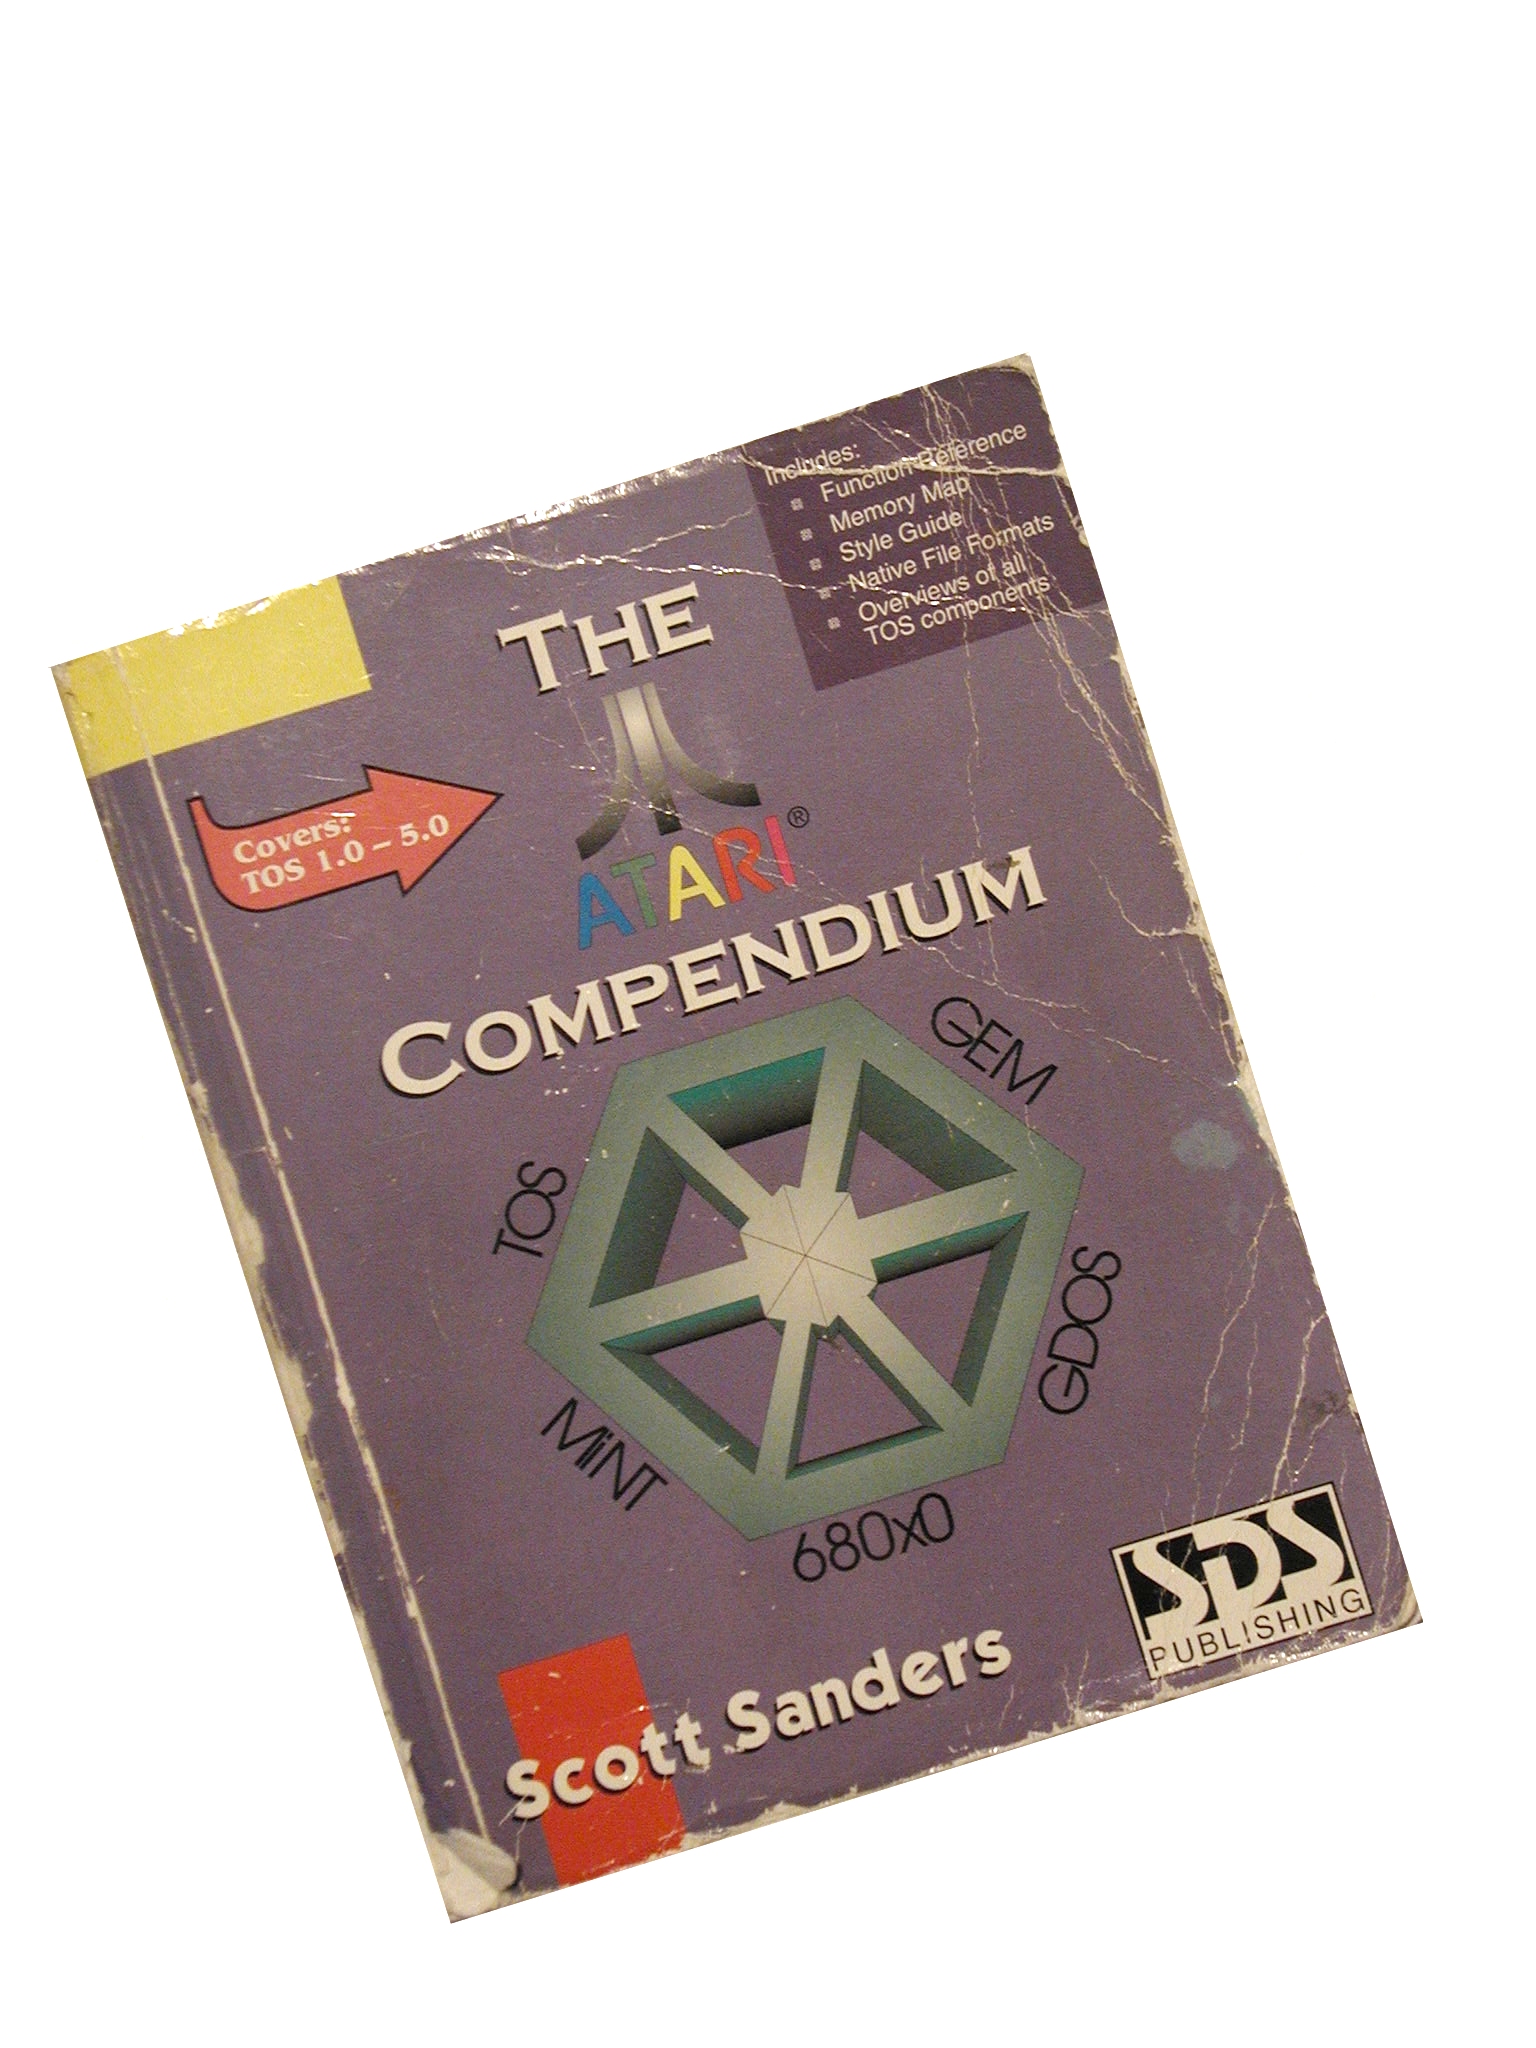 Includes:
Function Reference
Memory Map
Style Guide
Native File Formats
Overviews of all
TOS components
THE
ATARI®
COMPENDIUM
Covers:
TOS 1.0 – 5.0
GEM
TOS
GDOS
MiNT
680x0
Scott Sanders
SDS
PUBLISHING